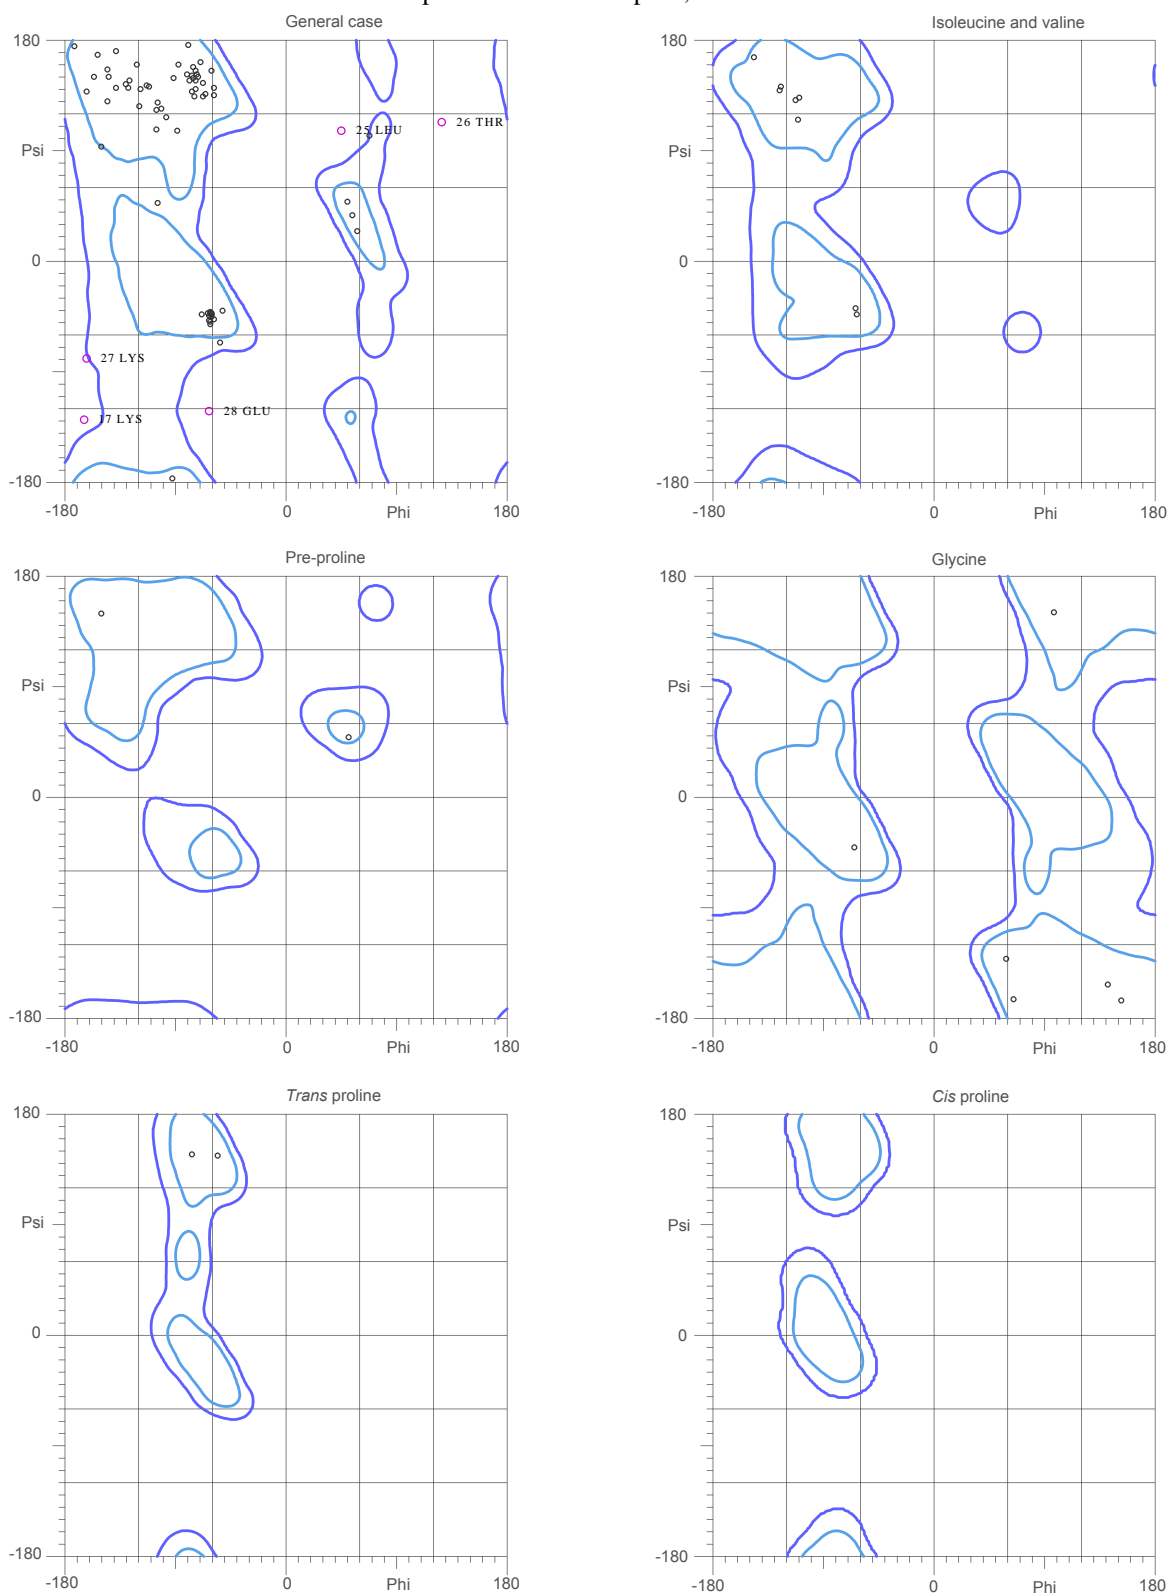 General case
Isoleucine and valine
180
180
25 LEU
26 THR
Psi
Psi
0
0
27 LYS
17 LYS
28 GLU
-180
-180
-180
0
Phi
180
-180
0
Phi
180
Pre-proline
Glycine
180
180
Psi
Psi
0
0
-180
-180
-180
0
Phi
180
-180
0
Phi
180
Trans proline
Cis proline
180
180
Psi
Psi
0
0
-180
-180
-180
0
Phi
180
-180
0
Phi
180